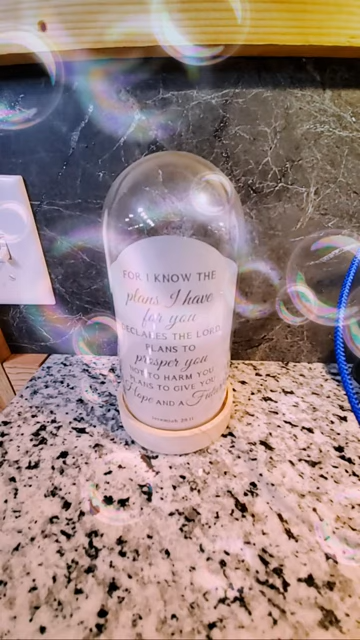 FOR I KNOW THE
plans I have
for you
DECLARES THE LORD
PLANS TO
prosper you
NOT TO HARM YOU
PLANS TO GIVE YOU
Hope AND A Future